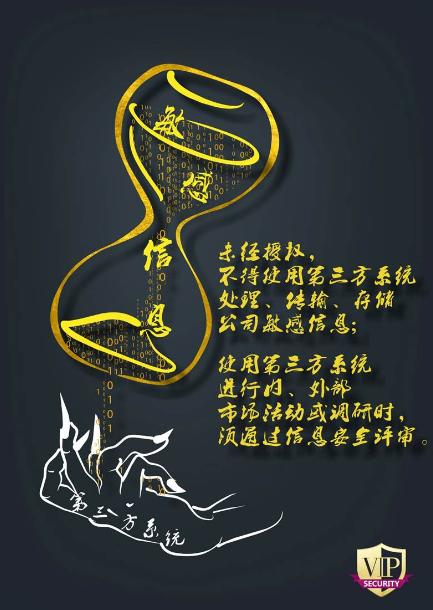 敏
感
信
息
未经授权，
不得使用第三方系统
处理、传输、存储
公司敏感信息；
使用第三方系统
进行内、外部
市场活动或调研时，
须通过信息安全评审。
第三方系统
VIP
SECURITY